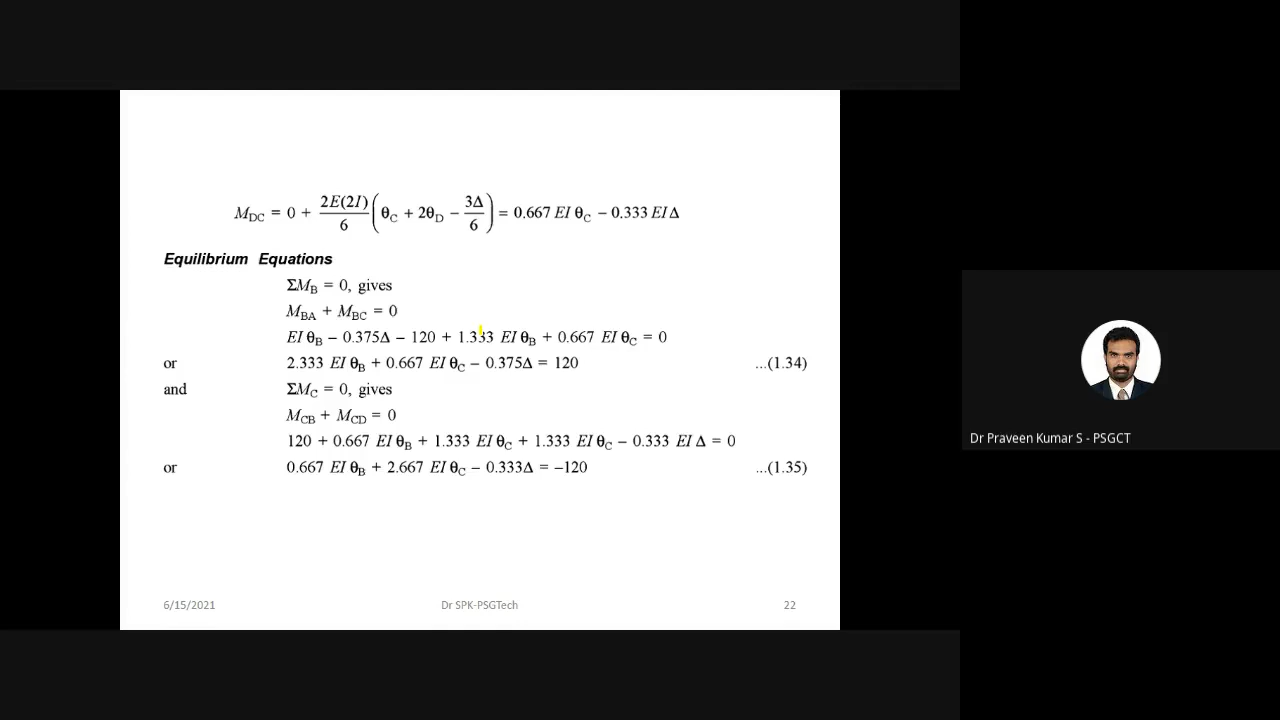 M_DC = 0 + 2E(2I)/6 (θ_C + 2θ_D − 3Δ/6) = 0.667 EI θ_C − 0.333 EIΔ
Equilibrium Equations
ΣM_B = 0, gives
M_BA + M_BC = 0
EI θ_B − 0.375Δ − 120 + 1.333 EI θ_B + 0.667 EI θ_C = 0
or 2.333 EI θ_B + 0.667 EI θ_C − 0.375Δ = 120 ...(1.34)
and ΣM_C = 0, gives
M_CB + M_CD = 0
120 + 0.667 EI θ_B + 1.333 EI θ_C + 1.333 EI θ_C − 0.333 EI Δ = 0
or 0.667 EI θ_B + 2.667 EI θ_C − 0.333Δ = −120 ...(1.35)
6/15/2021 Dr SPK-PSGTech 22
Dr Praveen Kumar S - PSGCT